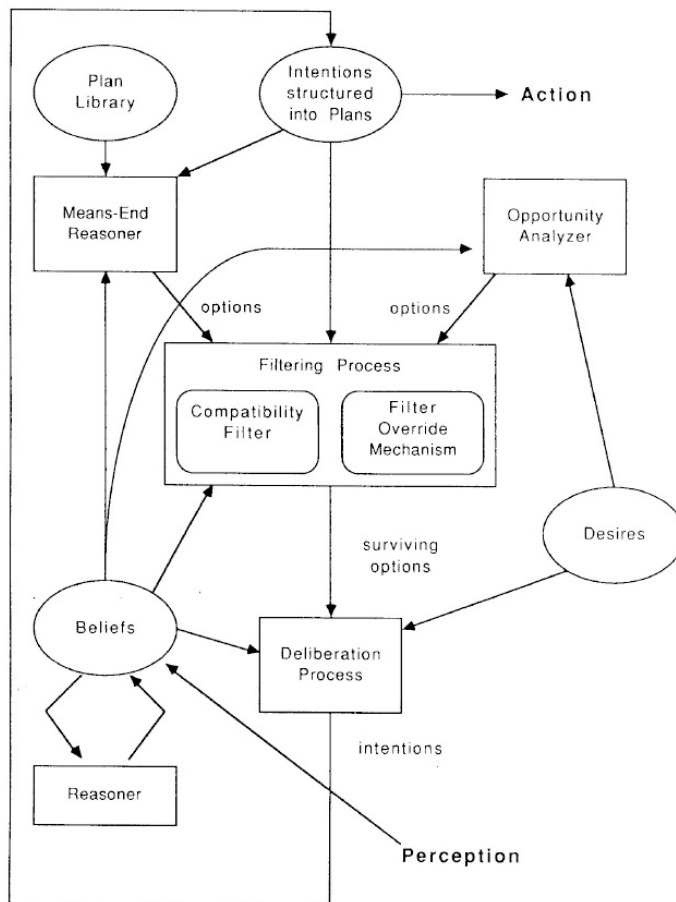 Plan
Library
Intentions
structured
into Plans
Action
Means-End
Reasoner
Opportunity
Analyzer
options
options
Filtering Process
Compatibility
Filter
Filter
Override
Mechanism
surviving
options
Desires
Beliefs
Deliberation
Process
intentions
Reasoner
Perception